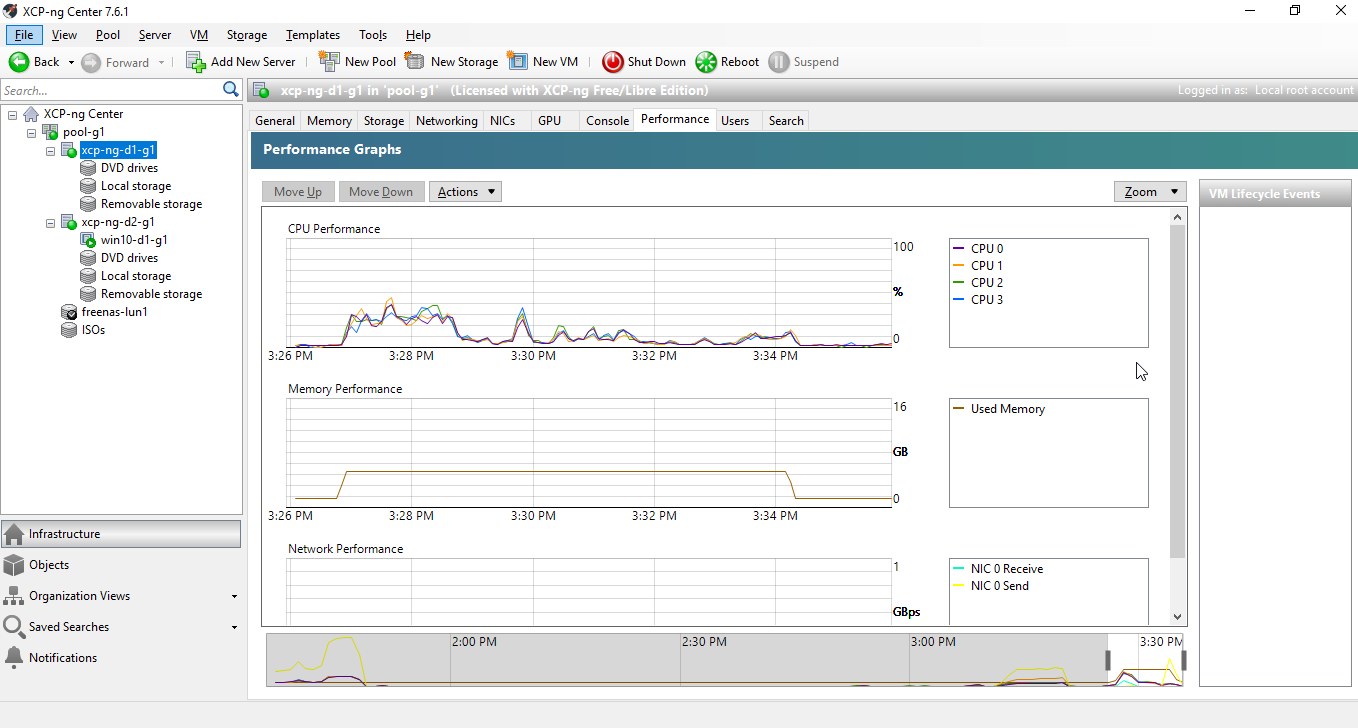 XCP-ng Center 7.6.1
File View Pool Server VM Storage Templates Tools Help
Back Forward Add New Server New Pool New Storage New VM Shut Down Reboot Suspend
Search...
xcp-ng-d1-g1 in 'pool-g1' (Licensed with XCP-ng Free/Libre Edition) Logged in as: Local root account
XCP-ng Center
pool-g1
xcp-ng-d1-g1
DVD drives
Local storage
Removable storage
xcp-ng-d2-g1
win10-d1-g1
DVD drives
Local storage
Removable storage
freenas-lun1
ISOs
Infrastructure
Objects
Organization Views
Saved Searches
Notifications
General Memory Storage Networking NICs GPU Console Performance Users Search
Performance Graphs
Move Up Move Down Actions Zoom
CPU Performance
100
%
0
3:26 PM 3:28 PM 3:30 PM 3:32 PM 3:34 PM
CPU 0
CPU 1
CPU 2
CPU 3
Memory Performance
16
GB
0
3:26 PM 3:28 PM 3:30 PM 3:32 PM 3:34 PM
Used Memory
Network Performance
1
GBps
NIC 0 Receive
NIC 0 Send
2:00 PM 2:30 PM 3:00 PM 3:30 PM
VM Lifecycle Events